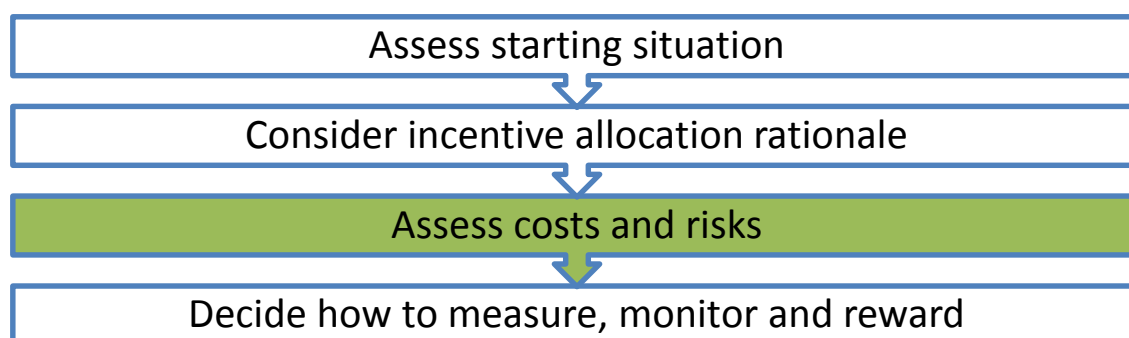 Assess starting situation
Consider incentive allocation rationale
Assess costs and risks
Decide how to measure, monitor and reward